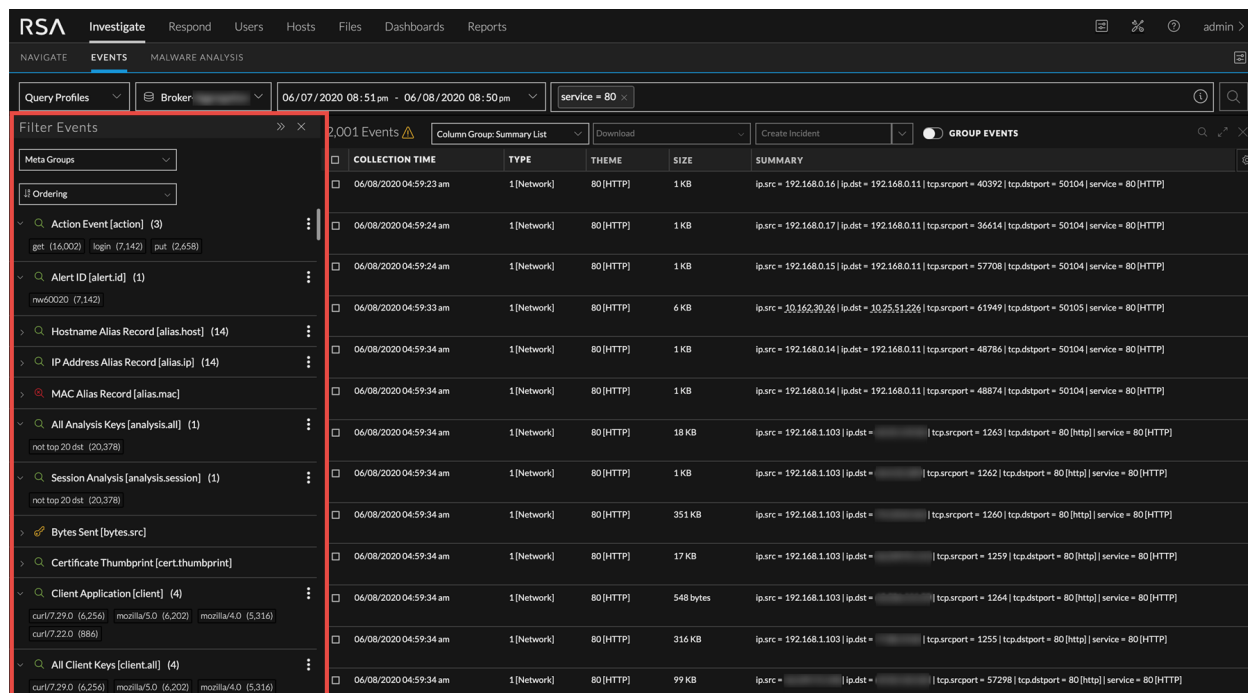 RSA Investigate Respond Users Hosts Files Dashboards Reports admin
NAVIGATE EVENTS MALWARE ANALYSIS
Query Profiles Broker- 06/07/2020 08:51 pm - 06/08/2020 08:50 pm service = 80
Filter Events
Meta Groups
Ordering
Action Event [action] (3)
get (16,002) login (7,142) put (2,658)
Alert ID [alert.id] (1)
nw60020 (7,142)
Hostname Alias Record [alias.host] (14)
IP Address Alias Record [alias.ip] (14)
MAC Alias Record [alias.mac]
All Analysis Keys [analysis.all] (1)
not top 20 dst (20,378)
Session Analysis [analysis.session] (1)
not top 20 dst (20,378)
Bytes Sent [bytes.src]
Certificate Thumbprint [cert.thumbprint]
Client Application [client] (4)
curl/7.29.0 (6,256) mozilla/5.0 (6,202) mozilla/4.0 (5,316)
curl/7.22.0 (886)
All Client Keys [client.all] (4)
curl/7.29.0 (6,256) mozilla/5.0 (6,202) mozilla/4.0 (5,316)
2,001 Events Column Group: Summary List Download Create Incident GROUP EVENTS
COLLECTION TIME TYPE THEME SIZE SUMMARY
06/08/2020 04:59:23 am 1 [Network] 80 [HTTP] 1 KB ip.src = 192.168.0.16 | ip.dst = 192.168.0.11 | tcp.srcport = 40392 | tcp.dstport = 50104 | service = 80 [HTTP]
06/08/2020 04:59:24 am 1 [Network] 80 [HTTP] 1 KB ip.src = 192.168.0.17 | ip.dst = 192.168.0.11 | tcp.srcport = 36614 | tcp.dstport = 50104 | service = 80 [HTTP]
06/08/2020 04:59:24 am 1 [Network] 80 [HTTP] 1 KB ip.src = 192.168.0.15 | ip.dst = 192.168.0.11 | tcp.srcport = 57708 | tcp.dstport = 50104 | service = 80 [HTTP]
06/08/2020 04:59:33 am 1 [Network] 80 [HTTP] 6 KB ip.src = 10.162.30.26 | ip.dst = 10.25.51.226 | tcp.srcport = 61949 | tcp.dstport = 50105 | service = 80 [HTTP]
06/08/2020 04:59:34 am 1 [Network] 80 [HTTP] 1 KB ip.src = 192.168.0.14 | ip.dst = 192.168.0.11 | tcp.srcport = 48786 | tcp.dstport = 50104 | service = 80 [HTTP]
06/08/2020 04:59:34 am 1 [Network] 80 [HTTP] 1 KB ip.src = 192.168.0.14 | ip.dst = 192.168.0.11 | tcp.srcport = 48874 | tcp.dstport = 50104 | service = 80 [HTTP]
06/08/2020 04:59:34 am 1 [Network] 80 [HTTP] 18 KB ip.src = 192.168.1.103 | ip.dst = | tcp.srcport = 1263 | tcp.dstport = 80 [http] | service = 80 [HTTP]
06/08/2020 04:59:34 am 1 [Network] 80 [HTTP] 1 KB ip.src = 192.168.1.103 | ip.dst = | tcp.srcport = 1262 | tcp.dstport = 80 [http] | service = 80 [HTTP]
06/08/2020 04:59:34 am 1 [Network] 80 [HTTP] 351 KB ip.src = 192.168.1.103 | ip.dst = | tcp.srcport = 1260 | tcp.dstport = 80 [http] | service = 80 [HTTP]
06/08/2020 04:59:34 am 1 [Network] 80 [HTTP] 17 KB ip.src = 192.168.1.103 | ip.dst = | tcp.srcport = 1259 | tcp.dstport = 80 [http] | service = 80 [HTTP]
06/08/2020 04:59:34 am 1 [Network] 80 [HTTP] 548 bytes ip.src = 192.168.1.103 | ip.dst = | tcp.srcport = 1264 | tcp.dstport = 80 [http] | service = 80 [HTTP]
06/08/2020 04:59:34 am 1 [Network] 80 [HTTP] 316 KB ip.src = 192.168.1.103 | ip.dst = | tcp.srcport = 1255 | tcp.dstport = 80 [http] | service = 80 [HTTP]
06/08/2020 04:59:34 am 1 [Network] 80 [HTTP] 99 KB ip.src = | ip.dst = | tcp.srcport = 57298 | tcp.dstport = 80 [http] | service = 80 [HTTP]